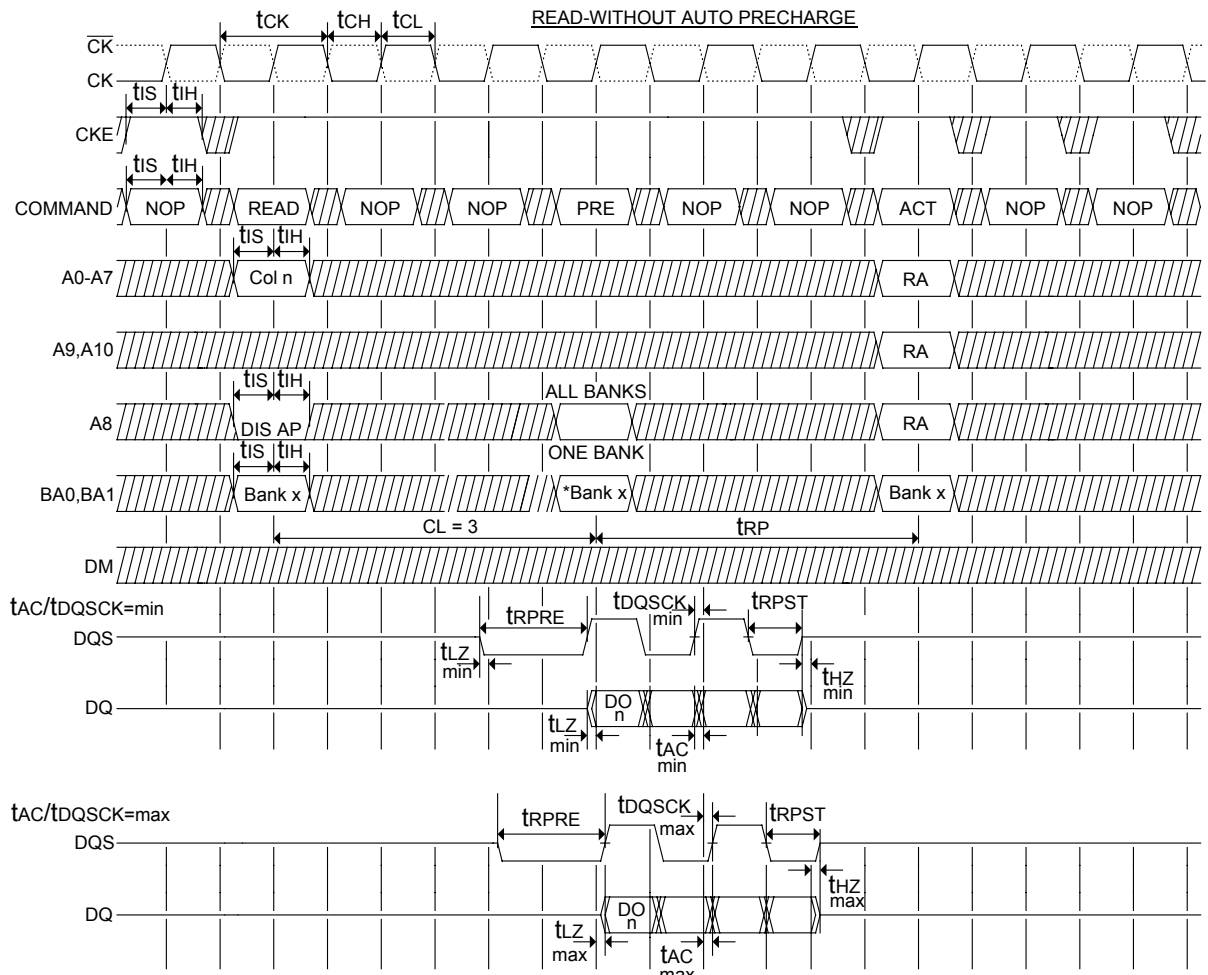 READ-WITHOUT AUTO PRECHARGE
tCK tCH tCL
CK
CK
tIS tIH
CKE
tIS tIH
COMMAND NOP READ NOP NOP PRE NOP NOP ACT NOP NOP
tIS tIH
A0-A7 Col n RA
A9,A10 RA
tIS tIH ALL BANKS
A8 DIS AP RA
tIS tIH ONE BANK
BA0,BA1 Bank x *Bank x Bank x
CL = 3 tRP
DM
tAC/tDQSCK=min
tRPRE tDQSCK min tRPST
DQS
tLZ min tHZ min
DQ DO n
tLZ min tAC min
tAC/tDQSCK=max
tRPRE tDQSCK max tRPST
DQS
tHZ max
DQ DO n
tLZ max tAC max